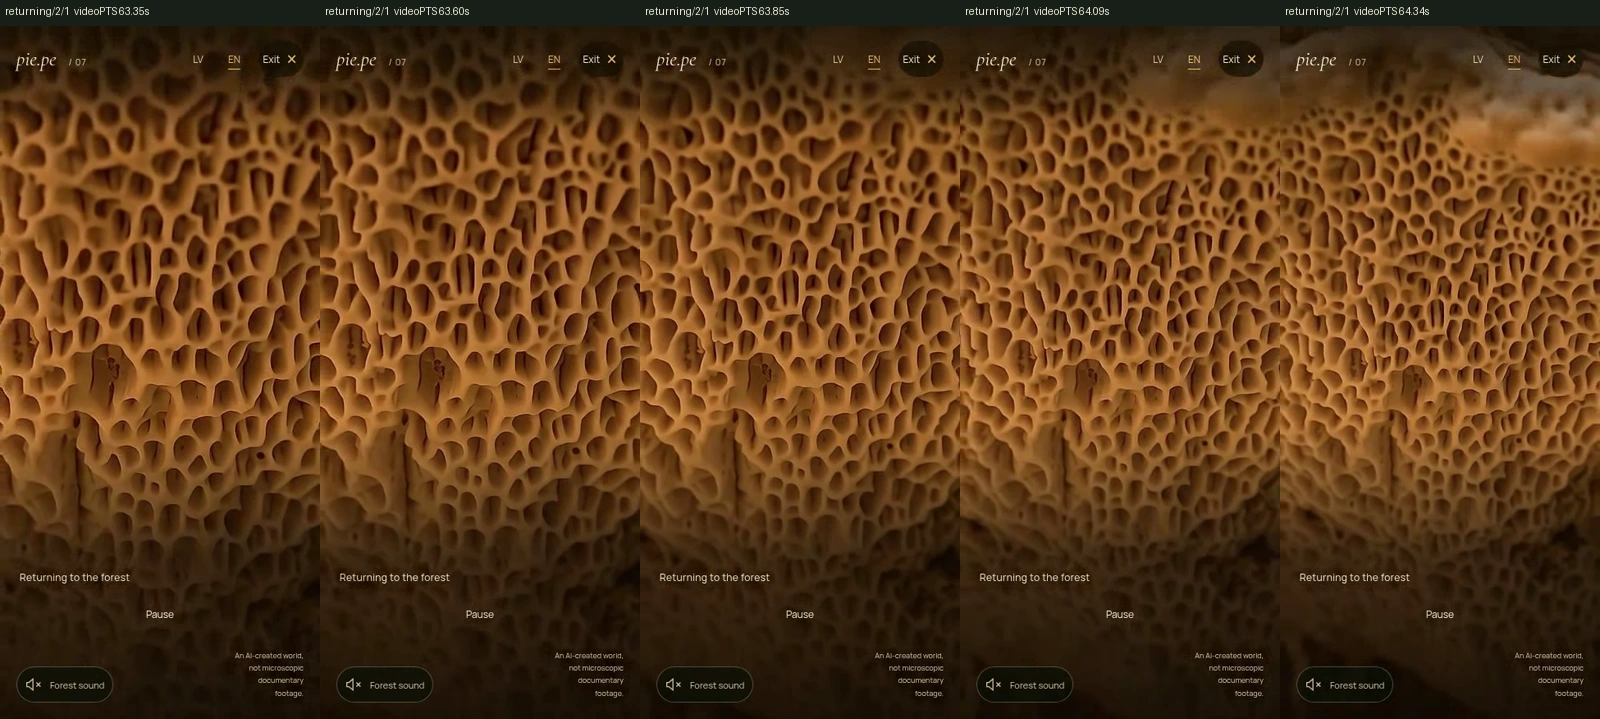 returning/2/1 videoPTS63.35s
pie.pe / 07 LV EN Exit ×
Returning to the forest
Pause
An AI-created world,
not microscopic
documentary
footage.
Forest sound
returning/2/1 videoPTS63.60s
pie.pe / 07 LV EN Exit ×
Returning to the forest
Pause
An AI-created world,
not microscopic
documentary
footage.
Forest sound
returning/2/1 videoPTS63.85s
pie.pe / 07 LV EN Exit ×
Returning to the forest
Pause
An AI-created world,
not microscopic
documentary
footage.
Forest sound
returning/2/1 videoPTS64.09s
pie.pe / 07 LV EN Exit ×
Returning to the forest
Pause
An AI-created world,
not microscopic
documentary
footage.
Forest sound
returning/2/1 videoPTS64.34s
pie.pe / 07 LV EN Exit ×
Returning to the forest
Pause
An AI-created world,
not microscopic
documentary
footage.
Forest sound